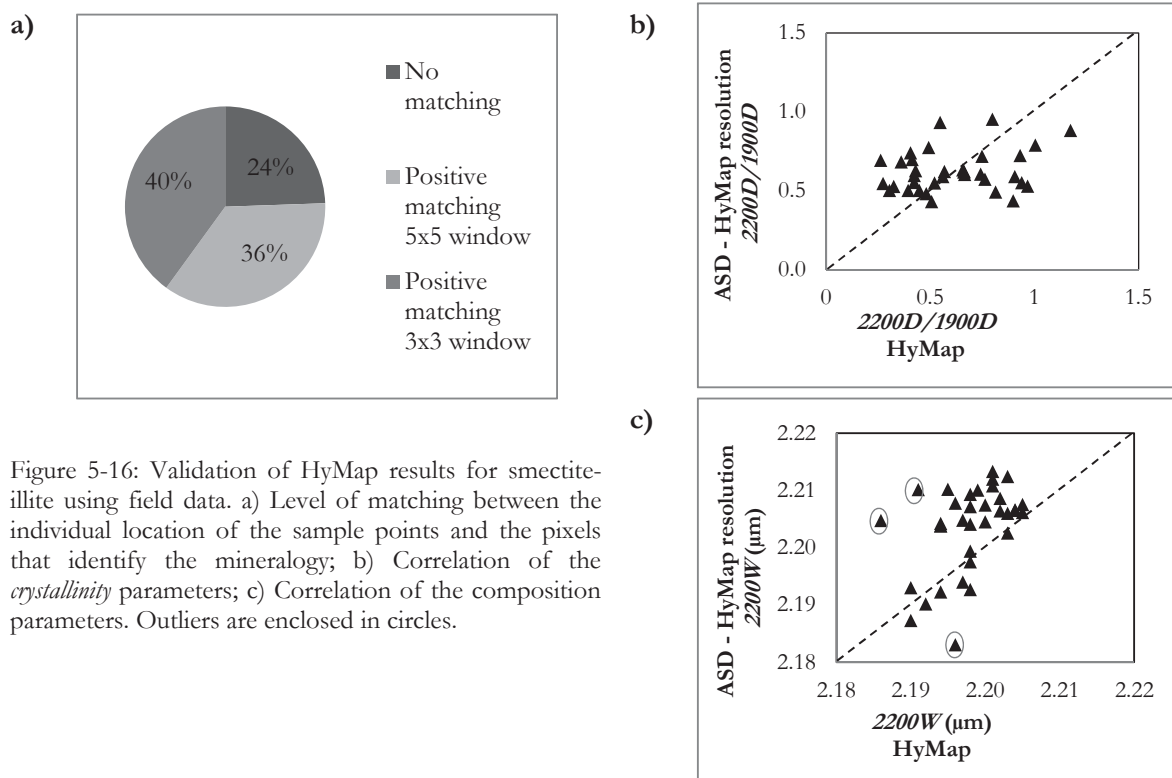 a)
24%
36%
40%
No
matching
Positive
matching
5x5 window
Positive
matching
3x3 window
Figure 5-16: Validation of HyMap results for smectite-
illite using field data. a) Level of matching between the
individual location of the sample points and the pixels
that identify the mineralogy; b) Correlation of the
crystallinity parameters; c) Correlation of the composition
parameters. Outliers are enclosed in circles.
b)
ASD - HyMap resolution
2200D/1900D
1.5
1.0
0.5
0.0
0
0.5
1
1.5
2200D/1900D
HyMap
c)
ASD - HyMap resolution
2200W (µm)
2.22
2.21
2.20
2.19
2.18
2.18
2.19
2.20
2.21
2.22
2200W (µm)
HyMap